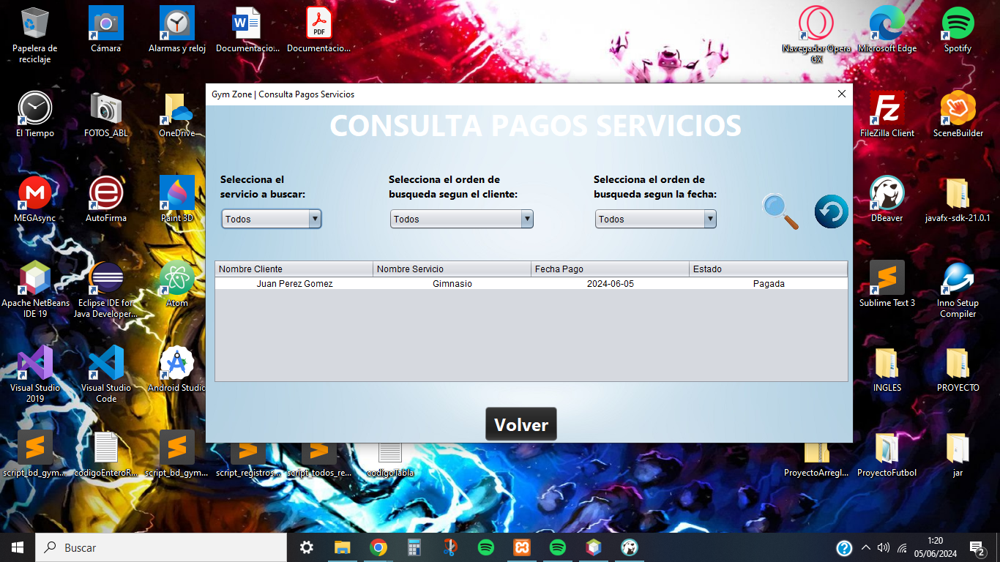 Papelera de
reciclaje
Cámara
Alarmas y reloj
Documentacio...
PDF
Documentacio...
Navegador Opera
GX
Microsoft Edge
Spotify
Gym Zone | Consulta Pagos Servicios
CONSULTA PAGOS SERVICIOS
El Tiempo
FOTOS_ABL
OneDrive
FileZilla Client
SceneBuilder
Selecciona el
servicio a buscar:
Selecciona el orden de
busqueda segun el cliente:
Selecciona el orden de
busqueda segun la fecha:
Todos
Todos
Todos
MEGAsync
AutoFirma
Paint 3D
DBeaver
javafx-sdk-21.0.1
Nombre Cliente
Nombre Servicio
Fecha Pago
Estado
Juan Perez Gomez
Gimnasio
2024-06-05
Pagada
Apache NetBeans
IDE 19
Eclipse IDE for
Java Developer...
Atom
Sublime Text 3
Inno Setup
Compiler
Visual Studio
2019
Visual Studio
Code
Android Studio
INGLES
PROYECTO
Volver
script_bd_gym...
codigoEnteroR...
script_bd_gym...
script_registros...
script_todos_re...
codigoTabla
ProyectoArregl...
ProyectoFutbol
jar
Buscar
1:20
05/06/2024
2